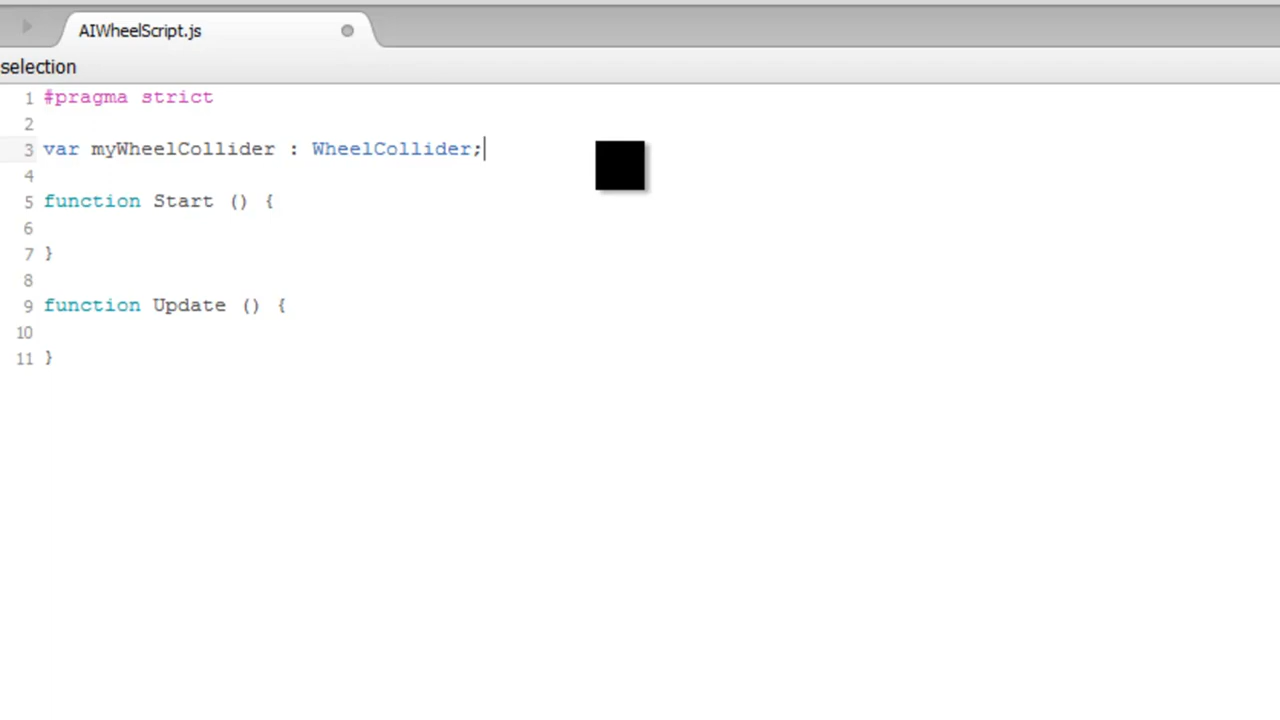 AIWheelScript.js
selection
1 #pragma strict
2
3 var myWheelCollider : WheelCollider;
4
5 function Start () {
6
7 }
8
9 function Update () {
10
11 }